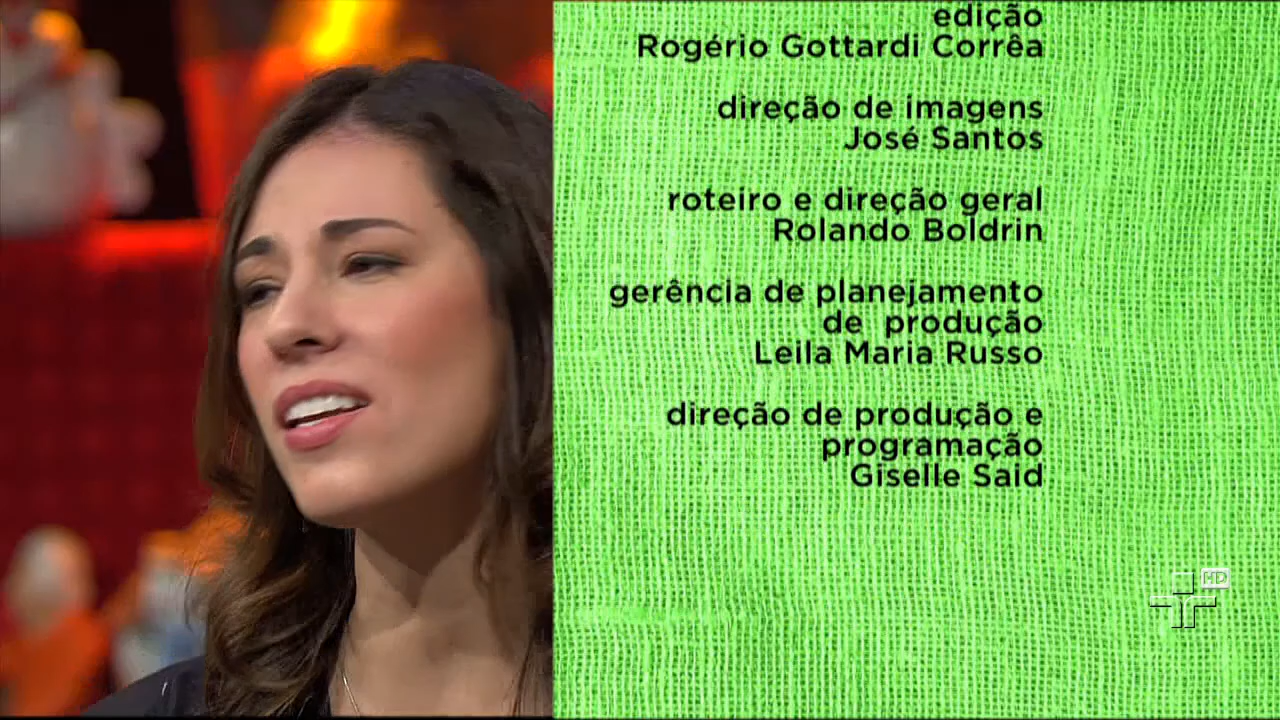 edição
Rogério Gottardi Corrêa
direção de imagens
José Santos
roteiro e direção geral
Rolando Boldrin
gerência de planejamento
de produção
Leila Maria Russo
direção de produção e
programação
Giselle Said
HD